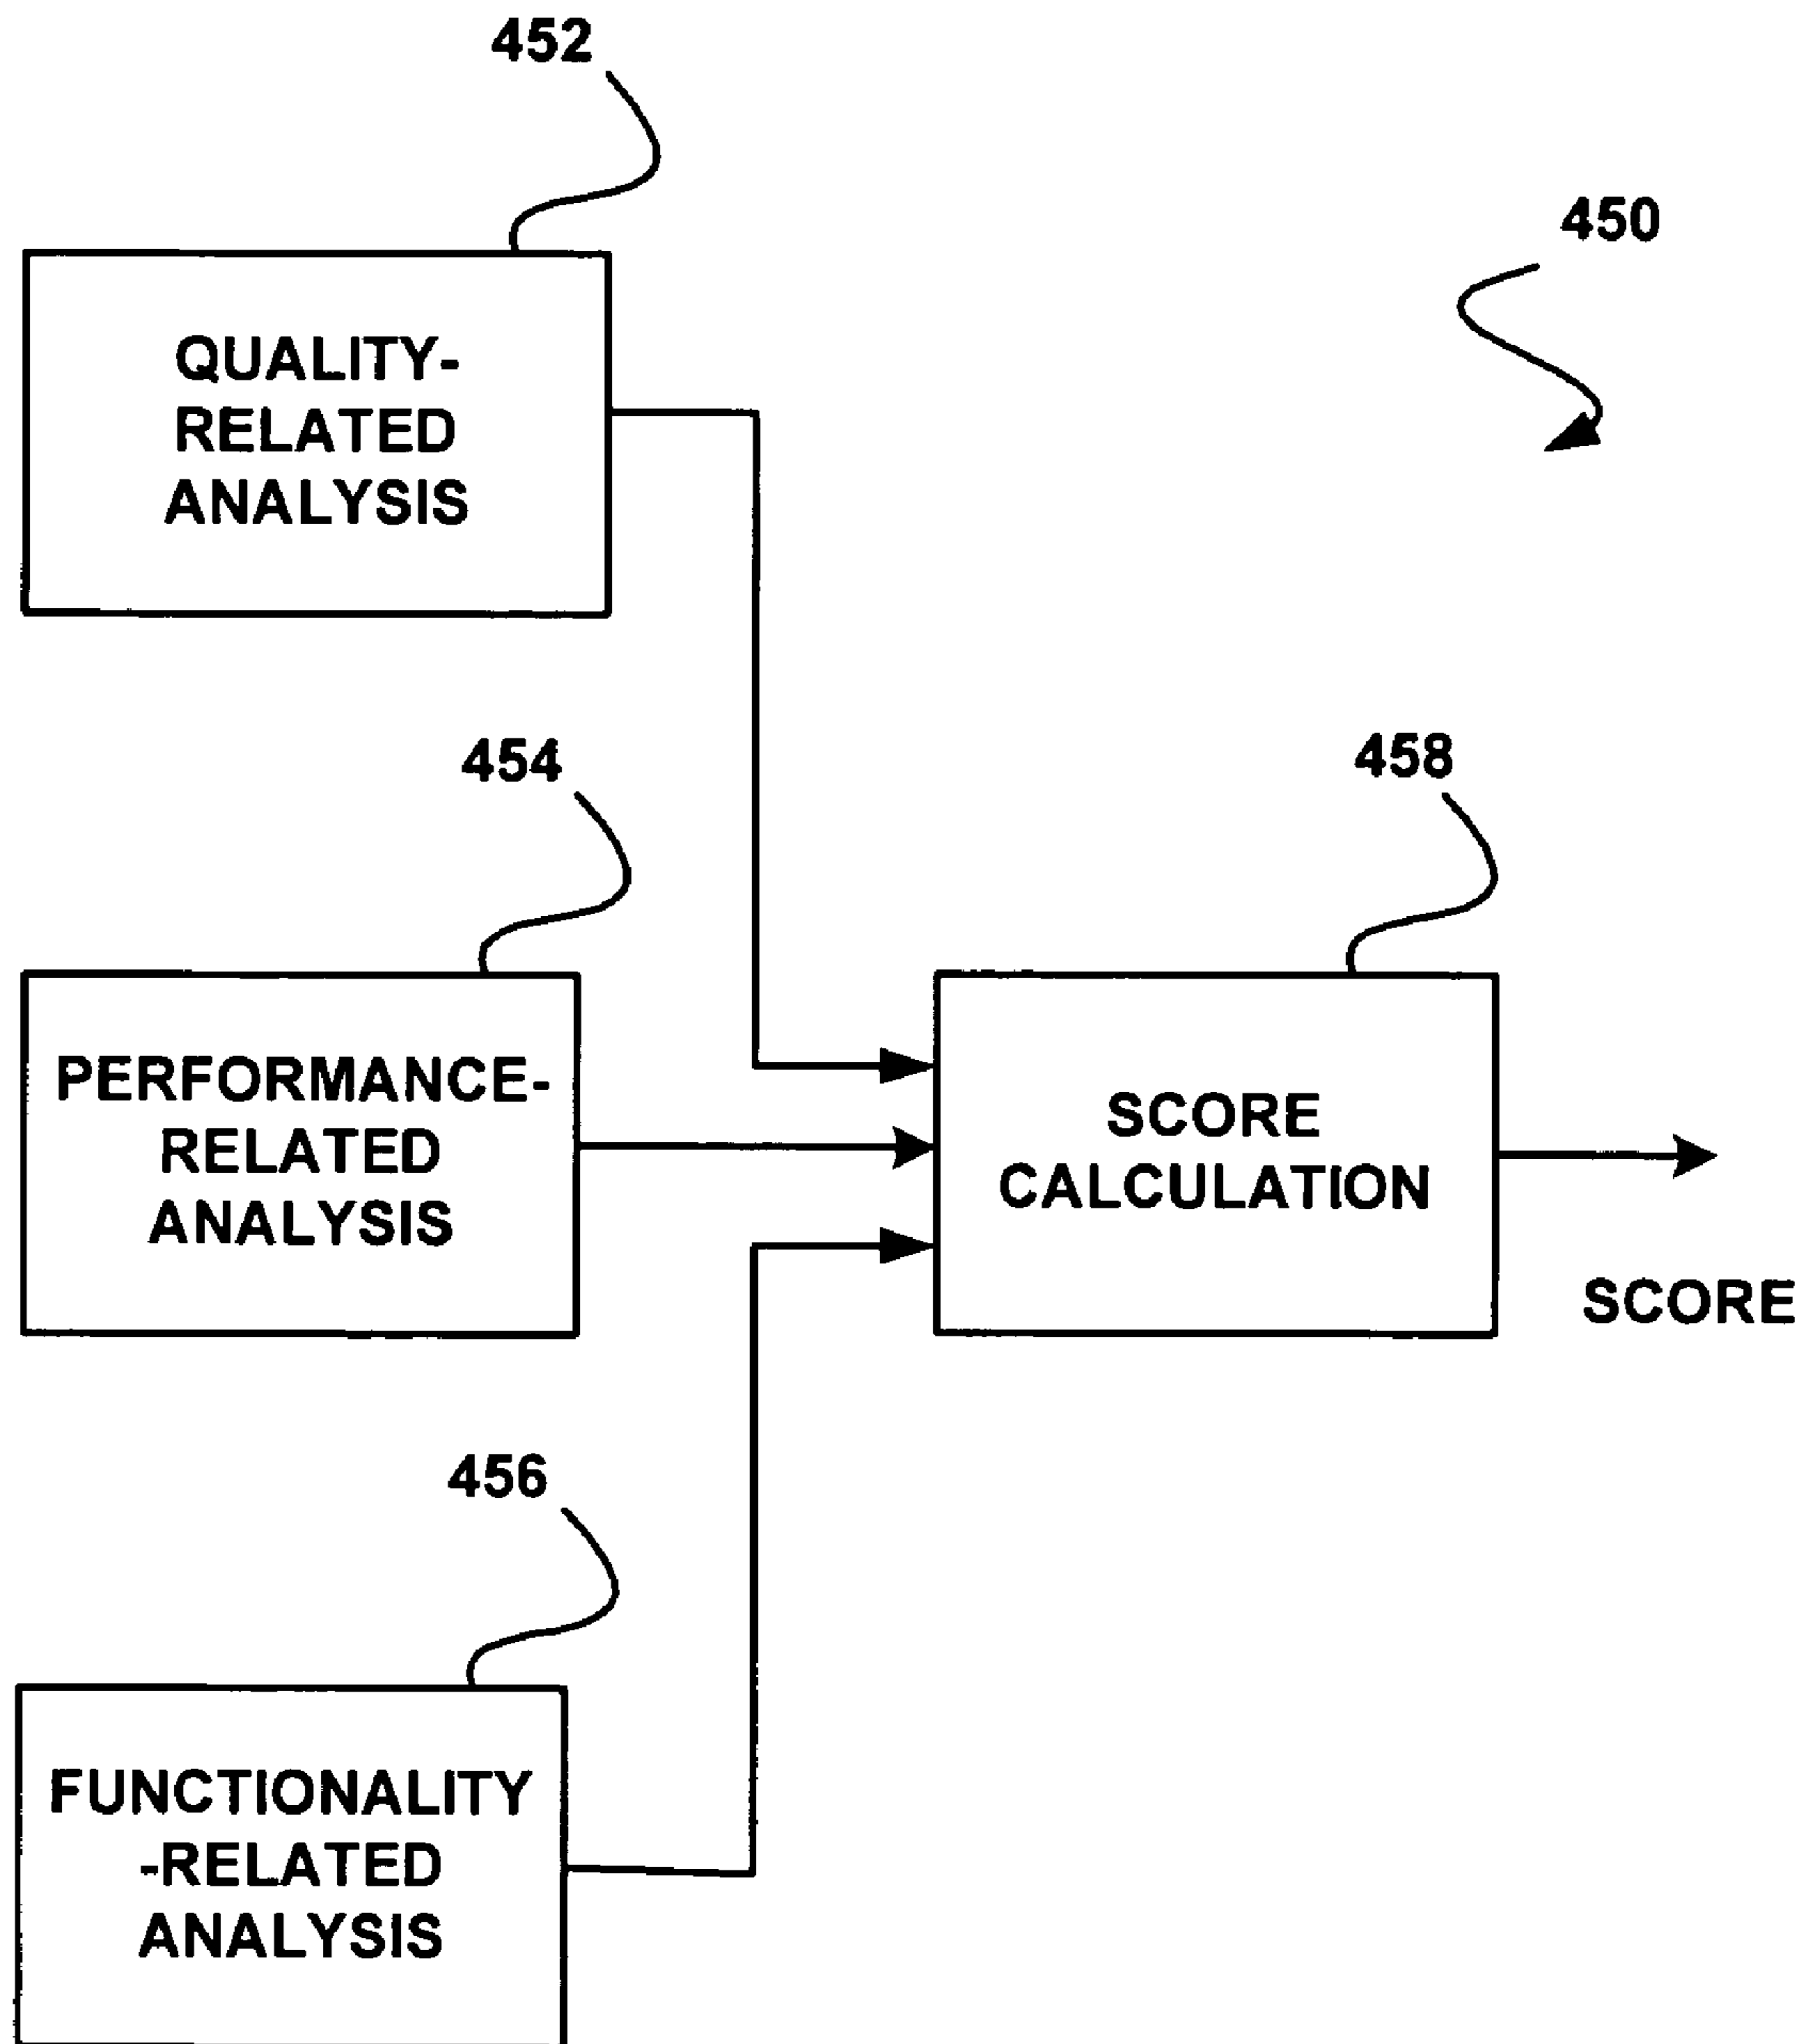 452
450
QUALITY-
RELATED
ANALYSIS
454
458
PERFORMANCE-
RELATED
ANALYSIS
SCORE
CALCULATION
SCORE
456
FUNCTIONALITY
-RELATED
ANALYSIS